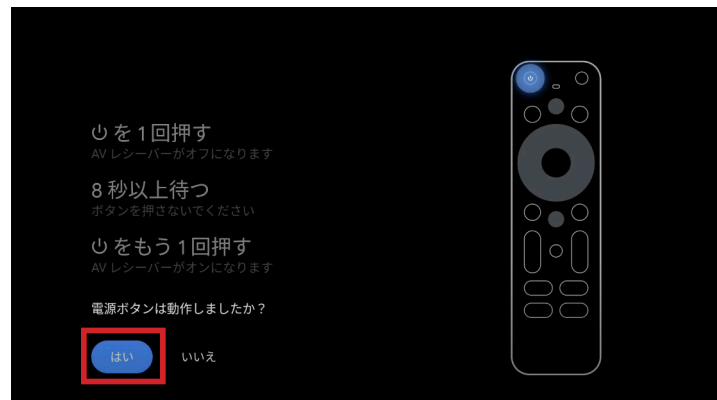 ⏻ を 1 回押す
AV レシーバーがオフになります
8 秒以上待つ
ボタンを押さないでください
⏻ をもう 1 回押す
AV レシーバーがオンになります
電源ボタンは動作しましたか？
はい
いいえ